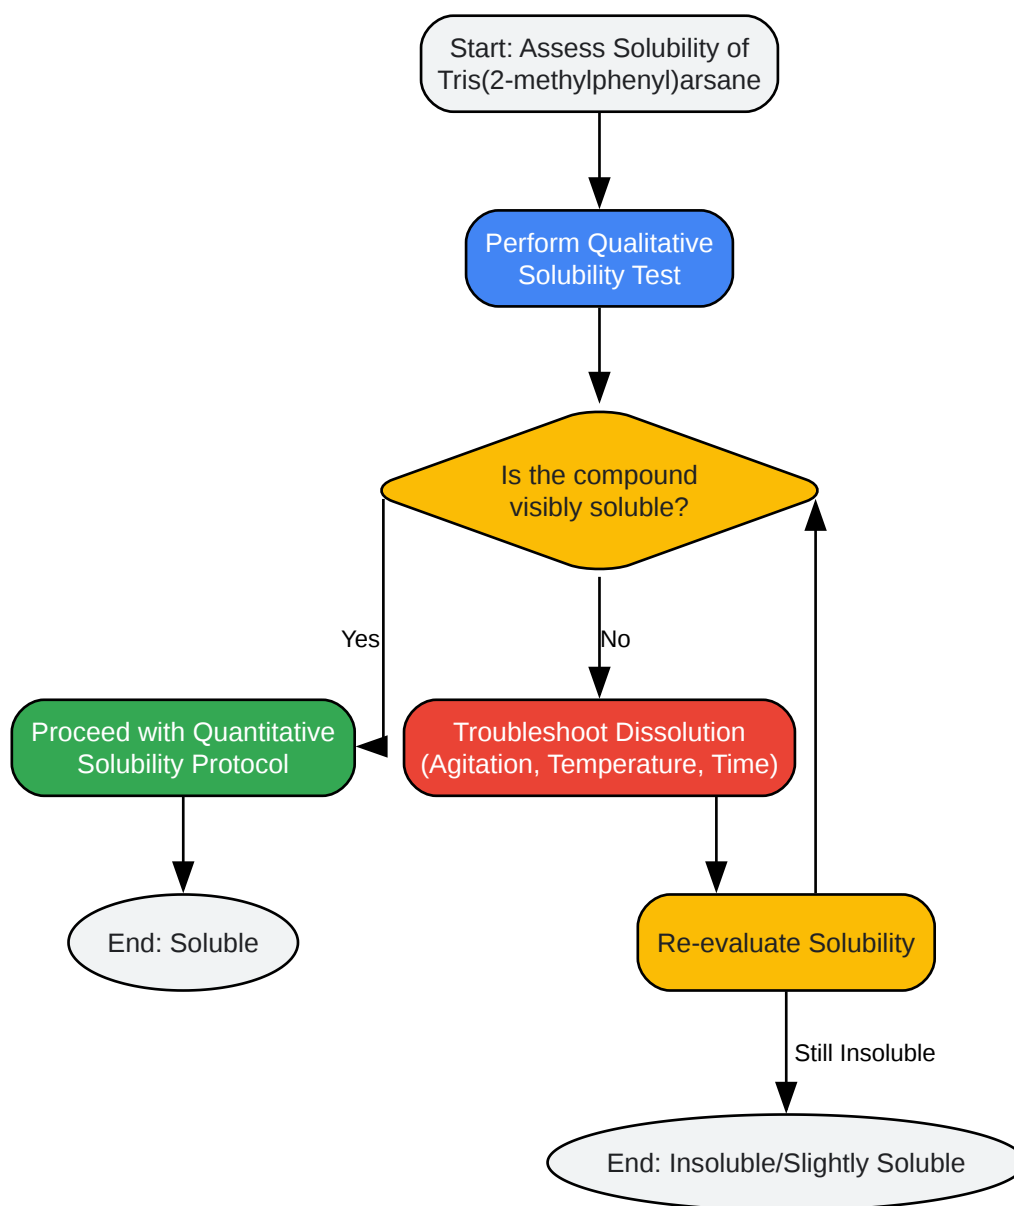 Start: Assess Solubility of
Tris(2-methylphenyl)arsane
Perform Qualitative
Solubility Test
Is the compound
visibly soluble?
Yes
No
Proceed with Quantitative
Solubility Protocol
Troubleshoot Dissolution
(Agitation, Temperature, Time)
End: Soluble
Re-evaluate Solubility
Still Insoluble
End: Insoluble/Slightly Soluble